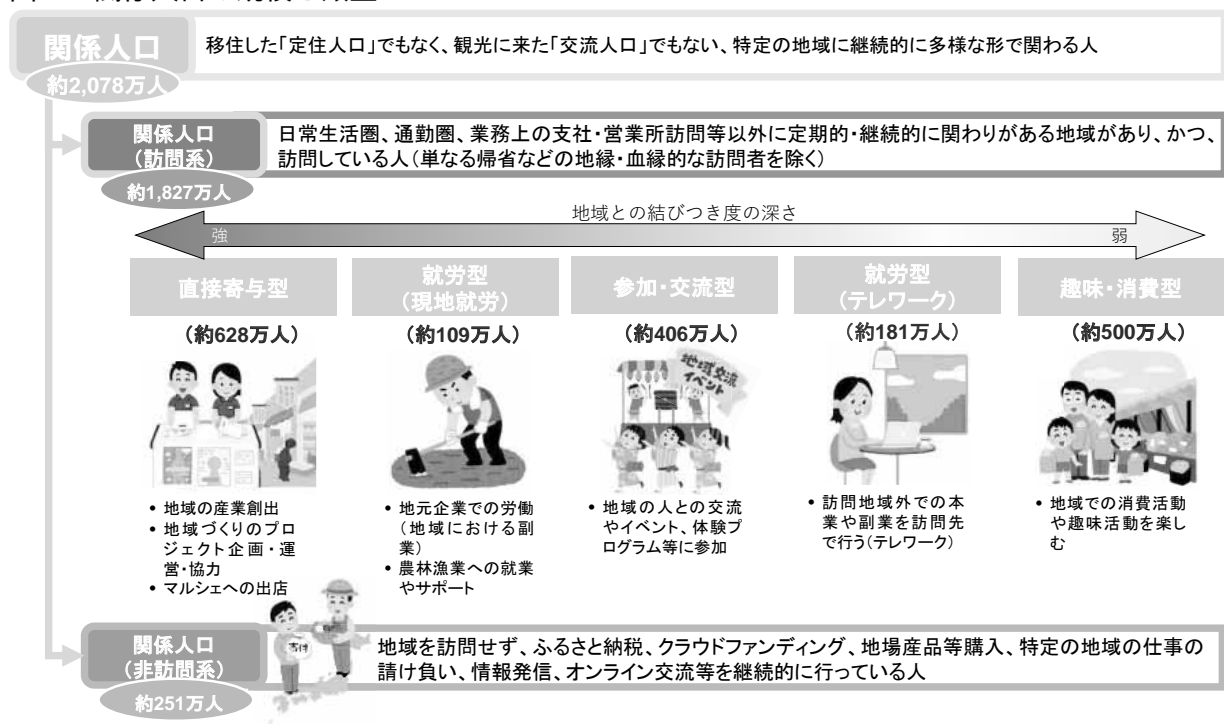 関係人口
移住した「定住人口」でもなく、観光に来た「交流人口」でもない、特定の地域に継続的に多様な形で関わる人
約2,078万人
関係人口
（訪問系）
日常生活圏、通勤圏、業務上の支社・営業所訪問等以外に定期的・継続的に関わりがある地域があり、かつ、
訪問している人（単なる帰省などの地縁・血縁的な訪問者を除く）
約1,827万人
地域との結びつき度の深さ
強
弱
直接寄与型
（約628万人）
・地域の産業創出
・地域づくりのプロ
ジェクト企画・運
営・協力
・マルシェへの出店
就労型
（現地就労）
（約109万人）
・地元企業での労働
（地域における副
業）
・農林漁業への就業
やサポート
参加・交流型
（約406万人）
地域交流
イベント
・地域の人との交流
やイベント、体験プ
ログラム等に参加
就労型
（テレワーク）
（約181万人）
・訪問地域外での本
業や副業を訪問先
で行う（テレワーク）
趣味・消費型
（約500万人）
・地域での消費活動
や趣味活動を楽し
む
関係人口
（非訪問系）
寄付
地域を訪問せず、ふるさと納税、クラウドファンディング、地場産品等購入、特定の地域の仕事の
請け負い、情報発信、オンライン交流等を継続的に行っている人
約251万人